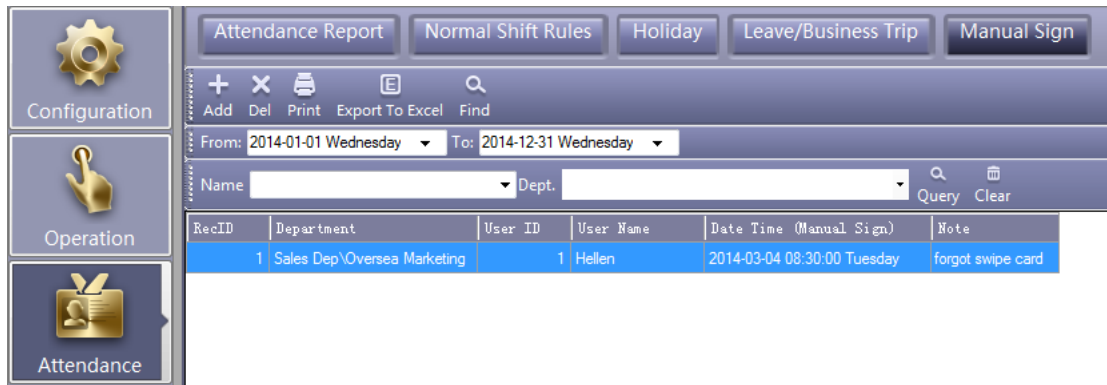 Attendance Report Normal Shift Rules Holiday Leave/Business Trip Manual Sign
Add Del Print Export To Excel Find
From: 2014-01-01 Wednesday To: 2014-12-31 Wednesday
Name Dept. Query Clear
RecID Department User ID User Name Date Time (Manual Sign) Note
1 Sales Dep\Oversea Marketing 1 Hellen 2014-03-04 08:30:00 Tuesday forgot swipe card
Configuration
Operation
Attendance